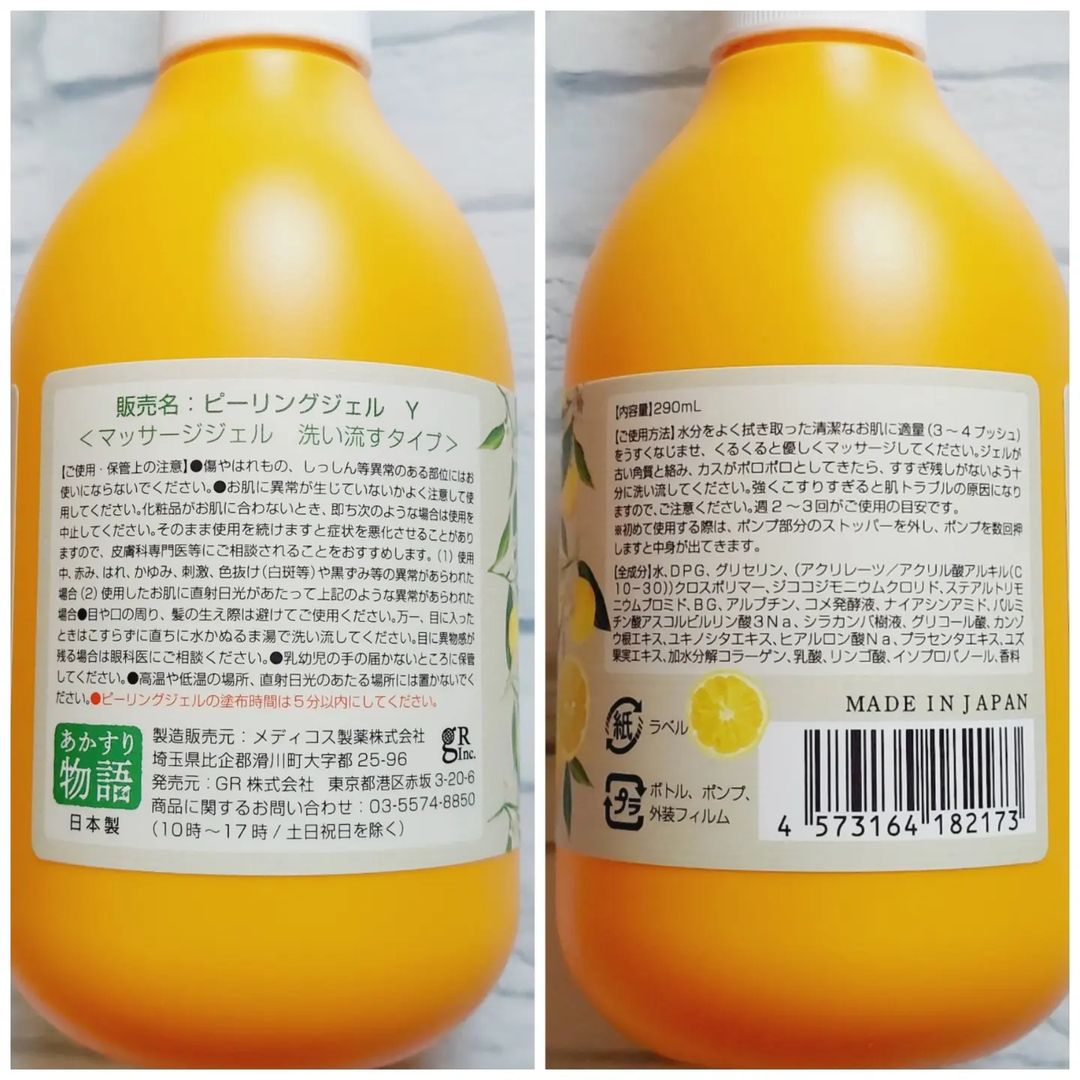 販売名：ピーリングジェル Y
＜マッサージジェル 洗い流すタイプ＞
【ご使用・保管上の注意】●傷やはれもの、しっしん等異常のある部位にはお
使いにならないでください。●お肌に異常が生じていないかよく注意して使
用してください。化粧品がお肌に合わないとき、即ち次のような場合は使用を
中止してください。そのまま使用を続けますと症状を悪化させることがあり
ますので、皮膚科専門医等にご相談されることをおすすめします。(1) 使用
中、赤み、はれ、かゆみ、刺激、色抜け(白斑等)や黒ずみ等の異常があらわれた
場合 (2) 使用したお肌に直射日光があたって上記のような異常があらわれた
場合●目や口の周り、髪の生え際は避けてご使用ください。万一、目に入った
ときはこすらずに直ちに水かぬるま湯で洗い流してください。目に異物感が
残る場合は眼科医にご相談ください。●乳幼児の手の届かないところに保管
してください。●高温や低温の場所、直射日光のあたる場所には置かないでく
ださい。●ピーリングジェルの塗布時間は5分以内にしてください。
あかすり
物語
日本製
製造販売元：メディコス製薬株式会社
埼玉県比企郡滑川町大字都 25-96
発売元：GR 株式会社 東京都港区赤坂 3-20-6
商品に関するお問い合わせ：03-5574-8850
(10時～17時 / 土日祝日を除く)
gR
Inc.
【内容量】290mL
【ご使用方法】水分をよく拭き取った清潔なお肌に適量(3～4プッシュ)
をうすくなじませ、くるくると優しくマッサージしてください。ジェルが
古い角質と絡み、カスがポロポロとしてきたら、すすぎ残しがないよう十
分に洗い流してください。強くこすりすぎると肌トラブルの原因になり
ますので、ご注意ください。週2～3回がご使用の目安です。
※初めて使用する際は、ポンプ部分のストッパーを外し、ポンプを数回押
しますと中身が出てきます。
【全成分】水、DPG、グリセリン、(アクリレーツ／アクリル酸アルキル(C
10-30))クロスポリマー、ジココジモニウムクロリド、ステアルトリモ
ニウムブロミド、BG、アルブチン、コメ発酵液、ナイアシンアミド、パルミ
チン酸アスコルビルリン酸3Na、シラカンバ樹液、グリコール酸、カンゾ
ウ根エキス、ユキノシタエキス、ヒアルロン酸Na、プラセンタエキス、ユズ
果実エキス、加水分解コラーゲン、乳酸、リンゴ酸、イソプロパノール、香料
MADE IN JAPAN
紙
ラベル
プラ
ボトル、ポンプ、
外装フィルム
4 573164 182173